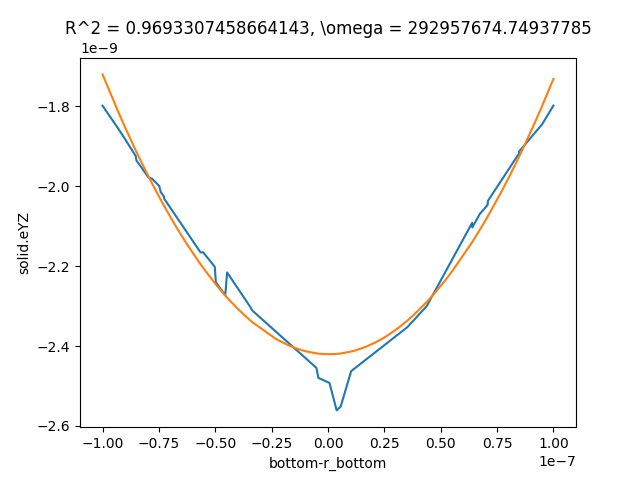 R^2 = 0.9693307458664143, \omega = 292957674.74937785
1e−9
−1.8
−2.0
−2.2
−2.4
−2.6
solid.eYZ
−1.00 −0.75 −0.50 −0.25 0.00 0.25 0.50 0.75 1.00
bottom-r_bottom
1e−7